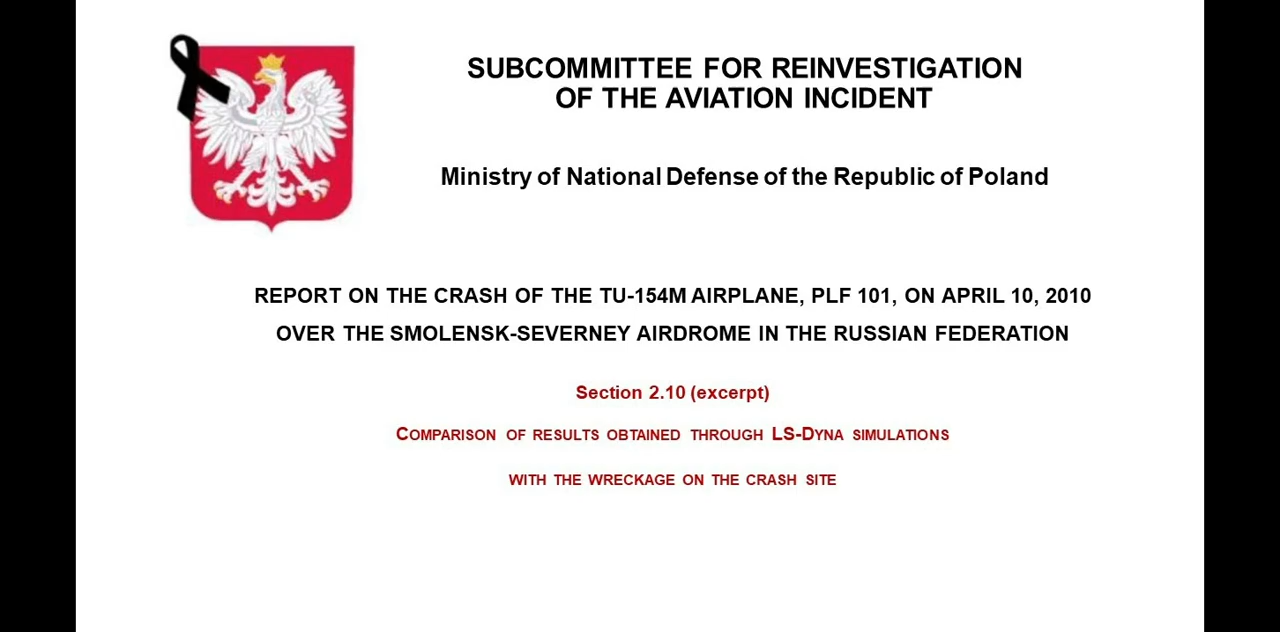 SUBCOMMITTEE FOR REINVESTIGATION
OF THE AVIATION INCIDENT
Ministry of National Defense of the Republic of Poland
REPORT ON THE CRASH OF THE TU-154M AIRPLANE, PLF 101, ON APRIL 10, 2010
OVER THE SMOLENSK-SEVERNEY AIRDROME IN THE RUSSIAN FEDERATION
Section 2.10 (excerpt)
COMPARISON OF RESULTS OBTAINED THROUGH LS-DYNA SIMULATIONS
WITH THE WRECKAGE ON THE CRASH SITE